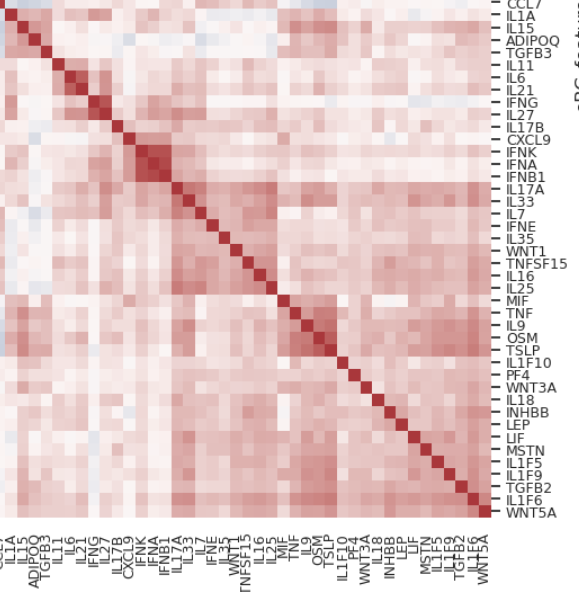 CCL7
IL1A
IL15
ADIPOQ
TGFB3
IL11
IL6
IL21
IFNG
IL27
IL17B
CXCL9
IFNK
IFNA
IFNB1
IL17A
IL33
IL7
IFNE
IL35
WNT1
TNFSF15
IL16
IL25
MIF
TNF
IL9
OSM
TSLP
IL1F10
PF4
WNT3A
IL18
INHBB
LEP
LIF
MSTN
IL1F5
IL1F9
TGFB2
IL1F6
WNT5A
CCL7
IL1A
IL15
ADIPOQ
TGFB3
IL11
IL6
IL21
IFNG
IL27
IL17B
CXCL9
IFNK
IFNA
IFNB1
IL17A
IL33
IL7
IFNE
IL35
WNT1
TNFSF15
IL16
IL25
MIF
TNF
IL9
OSM
TSLP
IL1F10
PF4
WNT3A
IL18
INHBB
LEP
LIF
MSTN
IL1F5
IL1F9
TGFB2
IL1F6
WNT5A